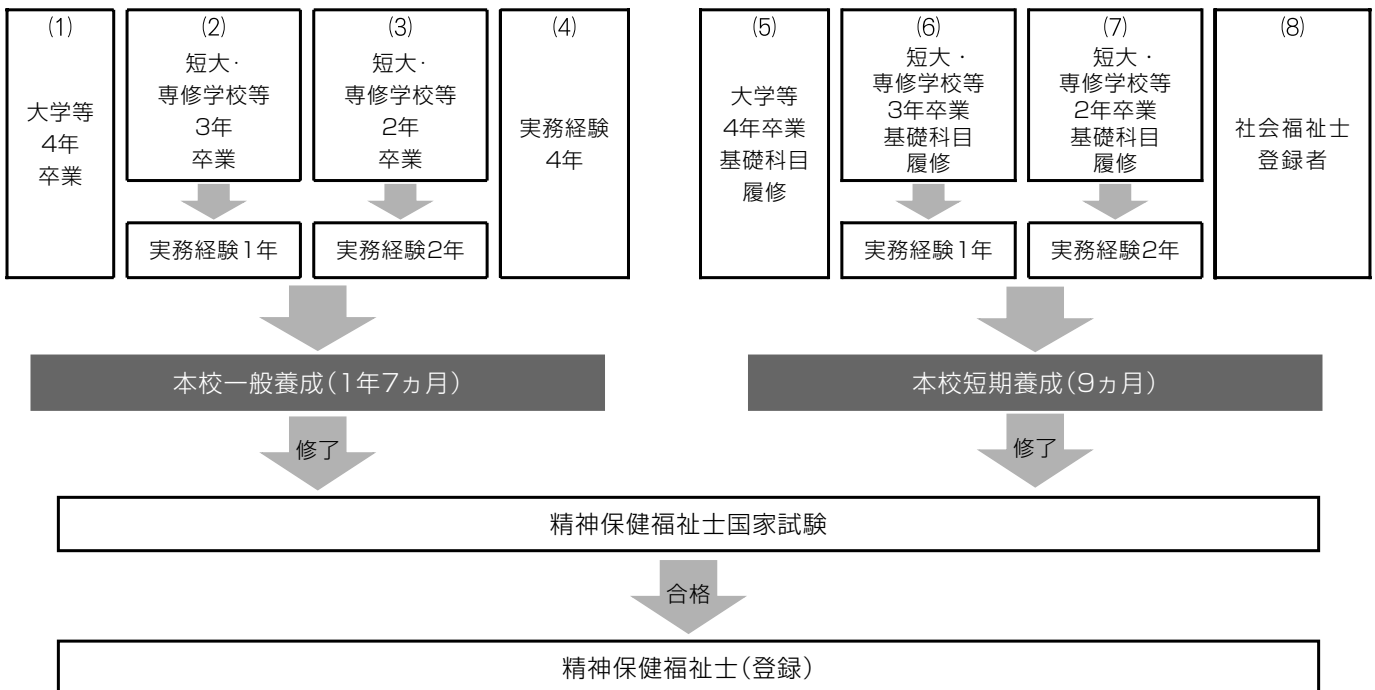 (1)
大学等
4年
卒業
(2)
短大･
専修学校等
3年
卒業
実務経験1年
(3)
短大･
専修学校等
2年
卒業
実務経験2年
(4)
実務経験
4年
(5)
大学等
4年卒業
基礎科目
履修
(6)
短大・
専修学校等
3年卒業
基礎科目
履修
実務経験1年
(7)
短大・
専修学校等
2年卒業
基礎科目
履修
実務経験2年
(8)
社会福祉士
登録者
本校一般養成(1年7ヵ月)
本校短期養成(9ヵ月)
修了
修了
精神保健福祉士国家試験
合格
精神保健福祉士(登録)